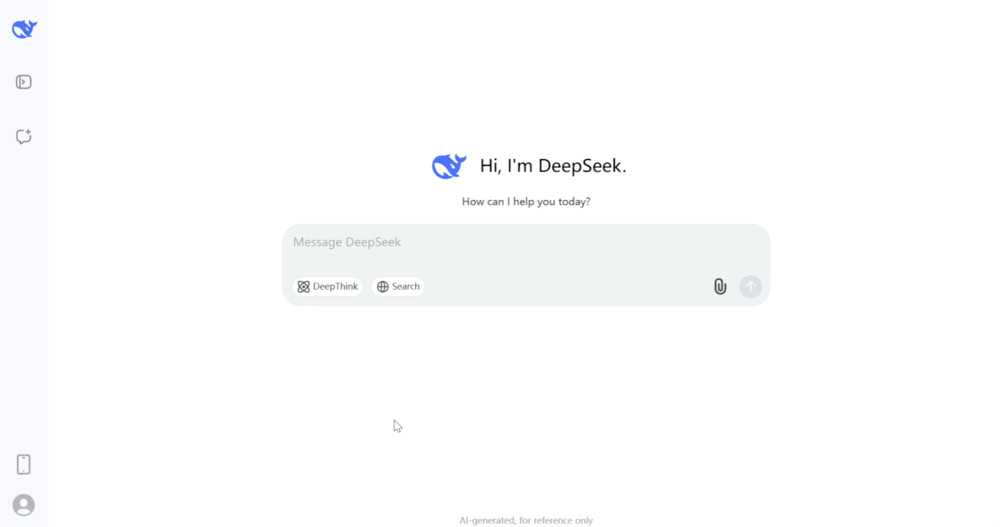 Hi, I'm DeepSeek.
How can I help you today?
Message DeepSeek
DeepThink
Search
AI-generated, for reference only